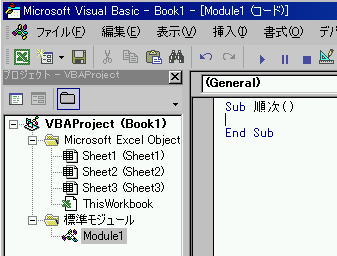 Microsoft Visual Basic - Book1 - [Module1 (コード)]
ファイル(F) 編集(E) 表示(V) 挿入(I) 書式(O) デバ
プロジェクト - VBAProject
(General)
VBAProject (Book1)
Microsoft Excel Object
Sheet1 (Sheet1)
Sheet2 (Sheet2)
Sheet3 (Sheet3)
ThisWorkbook
標準モジュール
Module1
Sub 順次()
End Sub